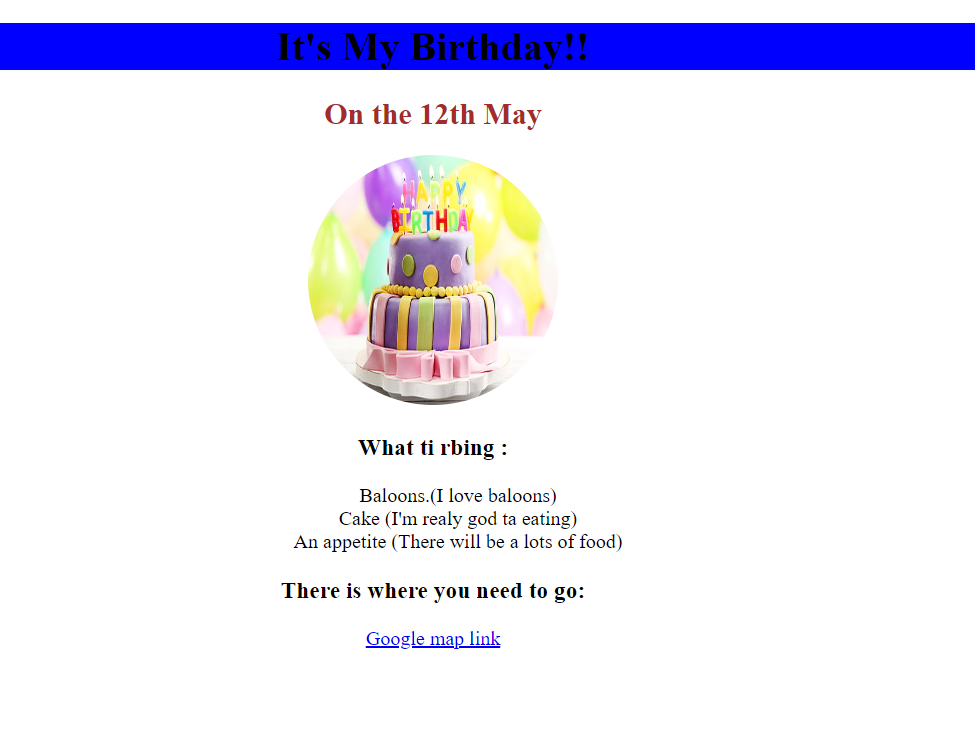 It's My Birthday!!
On the 12th May
HAPPY
BIRTHDAY
What ti rbing :
Baloons.(I love baloons)
Cake (I'm realy god ta eating)
An appetite (There will be a lots of food)
There is where you need to go:
Google map link